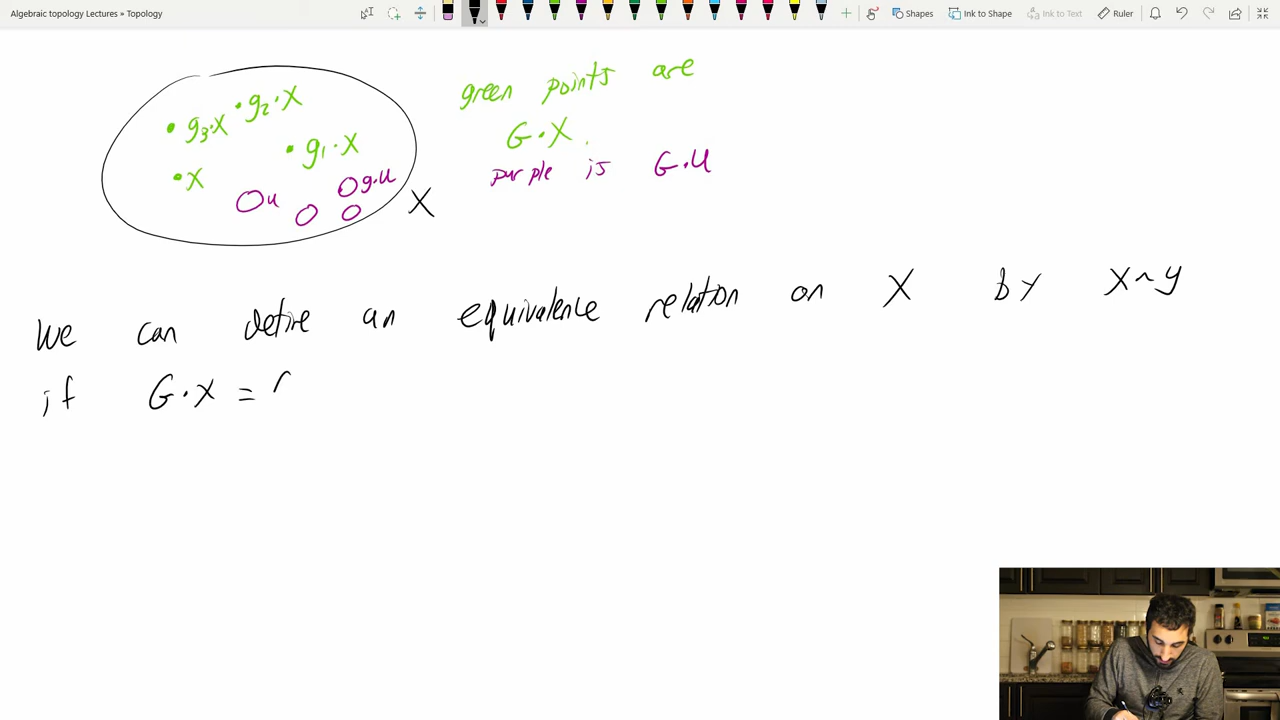 Algebraic topology Lectures » Topology
Shapes
Ink to Shape
Ink to Text
Ruler
green points are
G·X.
purple is G·U
g3·X
g2·X
g1·X
X
u
g·u
X
We can define an equivalence relation on X by X~y
if G·X =